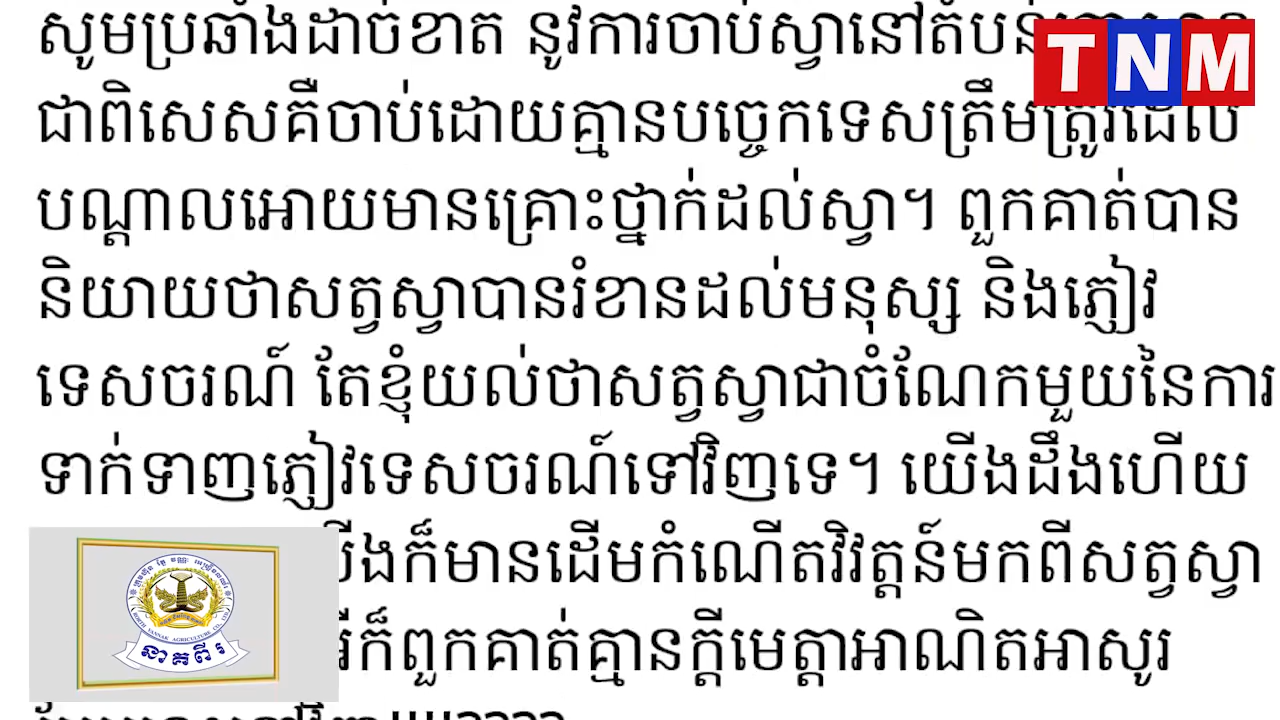 សូមប្រឆាំងដាច់ខាត នូវការចាប់ស្វានៅតំបន់
TNM
ជាពិសេសគឺចាប់ដោយគ្មានបច្ចេកទេសត្រឹមត្រូវដែល
បណ្តាលអោយមានគ្រោះថ្នាក់ដល់ស្វា។ ពួកគាត់បាន
និយាយថាសត្វស្វាបានរំខានដល់មនុស្ស និងភ្ញៀវ
ទេសចរណ៍ តែខ្ញុំយល់ថាសត្វស្វាជាចំណែកមួយនៃការ
ទាក់ទាញភ្ញៀវទេសចរណ៍ទៅវិញទេ។ យើងដឹងហើយ
ក៏មានដើមកំណើតវិវត្តន៍មកពីសត្វស្វា
ក៏ពួកគាត់គ្មានក្តីមេត្តាអាណិតអាសូរ
VANNAK AGRICULTURE CO., LTD
នាគពីរ